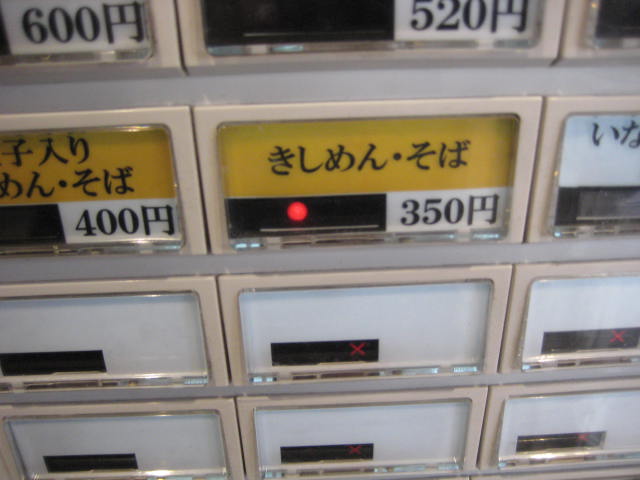 600円
520円
子入り
めん・そば
400円
きしめん・そば
350円
いな
×
×
×
×